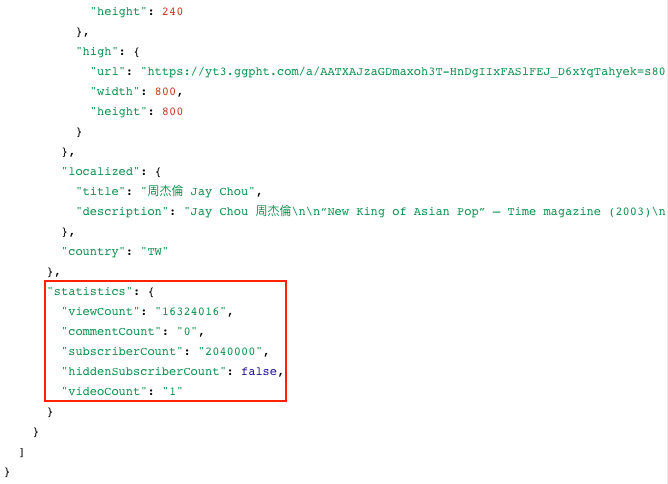 "height": 240
},
"high": {
"url": "https://yt3.ggpht.com/a/AATXAJzaGDmaxoh3T-HnDgIIxFASlFEJ_D6xYqTahyek=s80
"width": 800,
"height": 800
}
},
"localized": {
"title": "周杰倫 Jay Chou",
"description": "Jay Chou 周杰倫\n\n“New King of Asian Pop” – Time magazine (2003)\n
},
"country": "TW"
},
"statistics": {
"viewCount": "16324016",
"commentCount": "0",
"subscriberCount": "2040000",
"hiddenSubscriberCount": false,
"videoCount": "1"
}
}
]
}